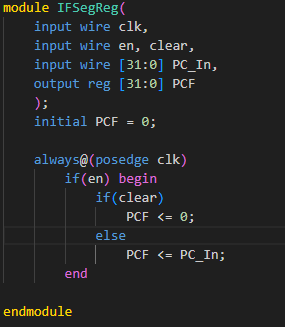 module IFSegReg(
    input wire clk,
    input wire en, clear,
    input wire [31:0] PC_In,
    output reg [31:0] PCF
    );
    initial PCF = 0;

    always@(posedge clk)
        if(en) begin
            if(clear)
                PCF <= 0;
            else
                PCF <= PC_In;
        end

endmodule